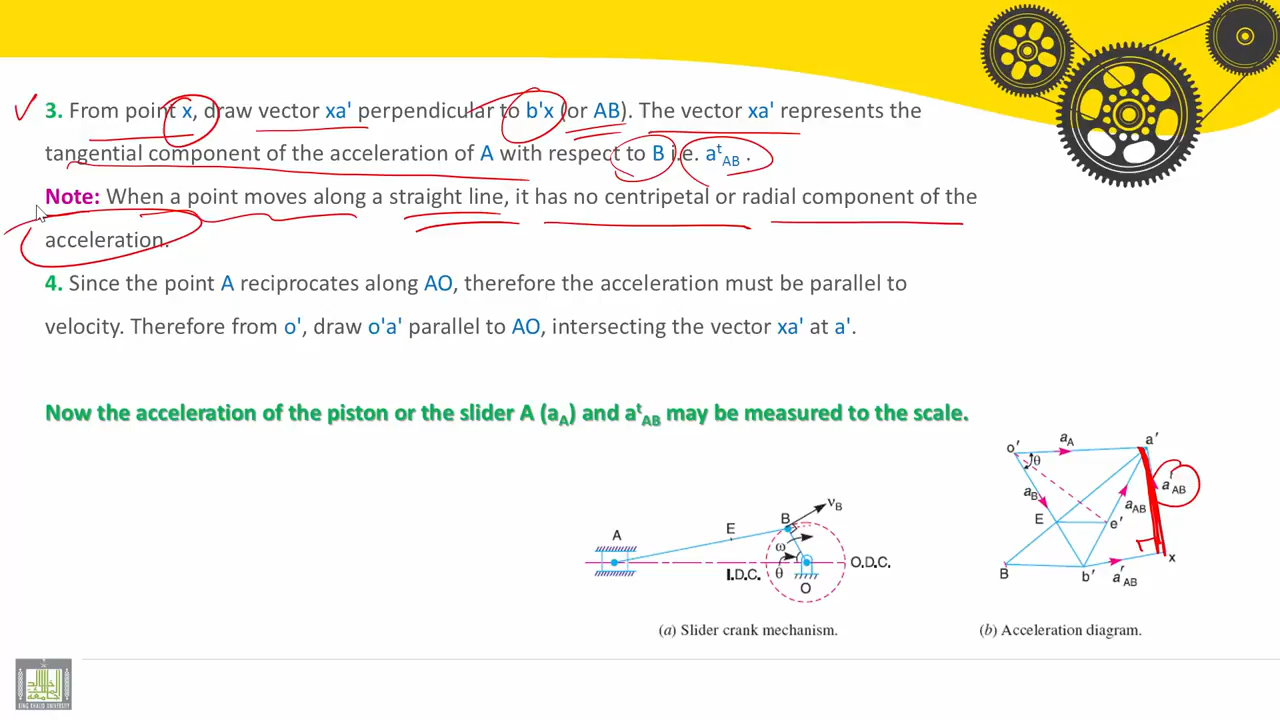 3. From point x, draw vector xa' perpendicular to b'x (or AB). The vector xa' represents the
tangential component of the acceleration of A with respect to B i.e. aᵗAB .
Note: When a point moves along a straight line, it has no centripetal or radial component of the
acceleration.
4. Since the point A reciprocates along AO, therefore the acceleration must be parallel to
velocity. Therefore from o', draw o'a' parallel to AO, intersecting the vector xa' at a'.
Now the acceleration of the piston or the slider A (aA) and aᵗAB may be measured to the scale.
A
E
B
vB
ω
θ
I.D.C.
O
O.D.C.
(a) Slider crank mechanism.
o'
aA
a'
θ
aB
aAB
aᵗAB
E
e'
B
b'
aʳAB
x
(b) Acceleration diagram.
KING KHALID UNIVERSITY